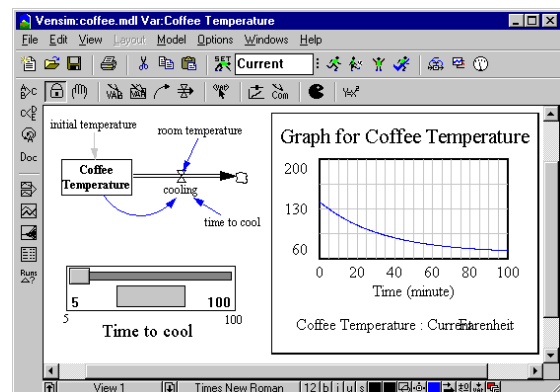 Vensim:coffee.mdl Var:Coffee Temperature
File Edit View Layout Model Options Windows Help
SET Current
Doc
Runs
initial temperature
room temperature
Coffee
Temperature
cooling
time to cool
5 100
5 100
Time to cool
Graph for Coffee Temperature
200
130
60
0 20 40 60 80 100
Time (minute)
Coffee Temperature : Current Farenheit
View 1 Times New Roman 12 b i u s